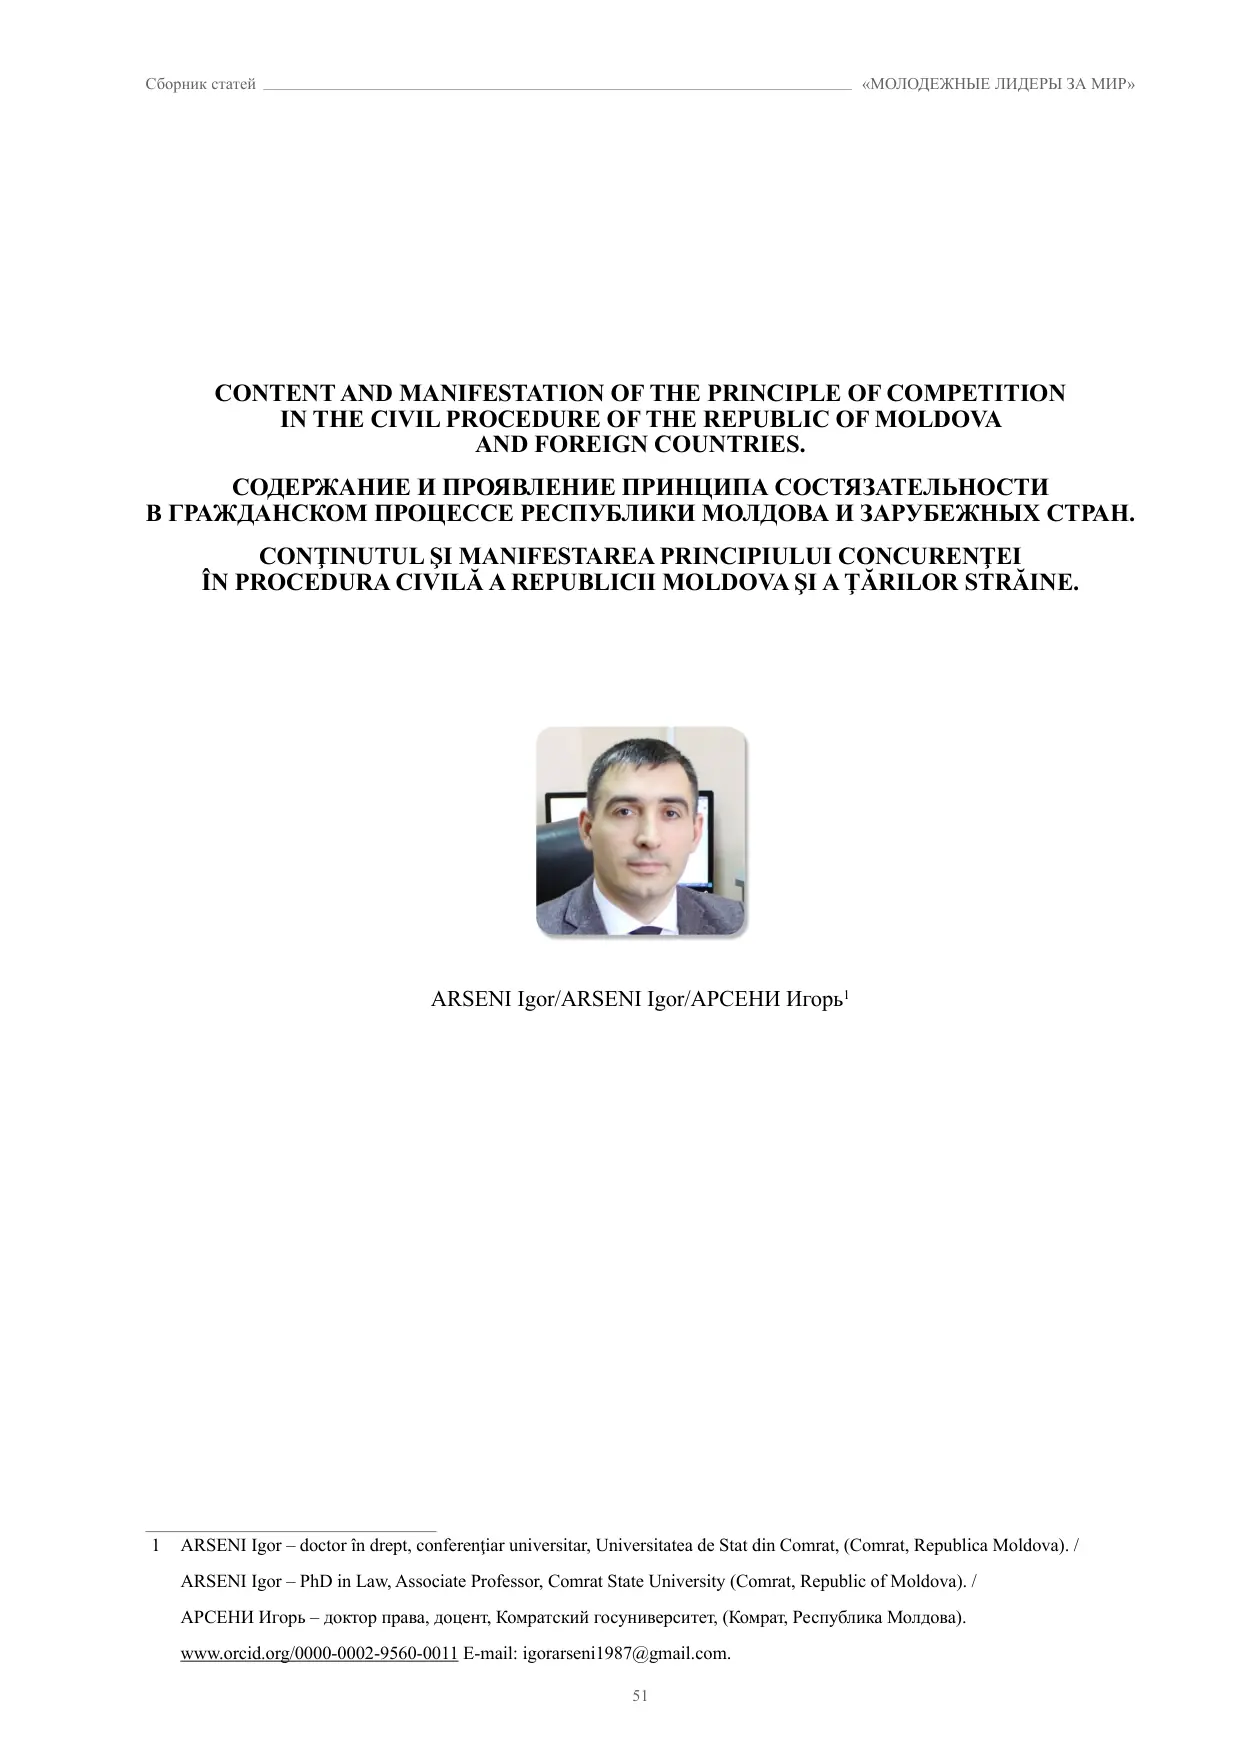 Сборник статей «МОЛОДЕЖНЫЕ ЛИДЕРЫ ЗА МИР»
CONTENT AND MANIFESTATION OF THE PRINCIPLE OF COMPETITION
IN THE CIVIL PROCEDURE OF THE REPUBLIC OF MOLDOVA
AND FOREIGN COUNTRIES.
СОДЕРЖАНИЕ И ПРОЯВЛЕНИЕ ПРИНЦИПА СОСТЯЗАТЕЛЬНОСТИ
В ГРАЖДАНСКОМ ПРОЦЕССЕ РЕСПУБЛИКИ МОЛДОВА И ЗАРУБЕЖНЫХ СТРАН.
CONŢINUTUL ŞI MANIFESTAREA PRINCIPIULUI CONCURENŢEI
ÎN PROCEDURA CIVILĂ A REPUBLICII MOLDOVA ŞI A ŢĂRILOR STRĂINE.
ARSENI Igor/ARSENI Igor/АРСЕНИ Игорь1
1 ARSENI Igor – doctor în drept, conferenţiar universitar, Universitatea de Stat din Comrat, (Comrat, Republica Moldova). /
ARSENI Igor – PhD in Law, Associate Professor, Comrat State University (Comrat, Republic of Moldova). /
АРСЕНИ Игорь – доктор права, доцент, Комратский госуниверситет, (Комрат, Республика Молдова).
www.orcid.org/0000-0002-9560-0011 E-mail: igorarseni1987@gmail.com.
51